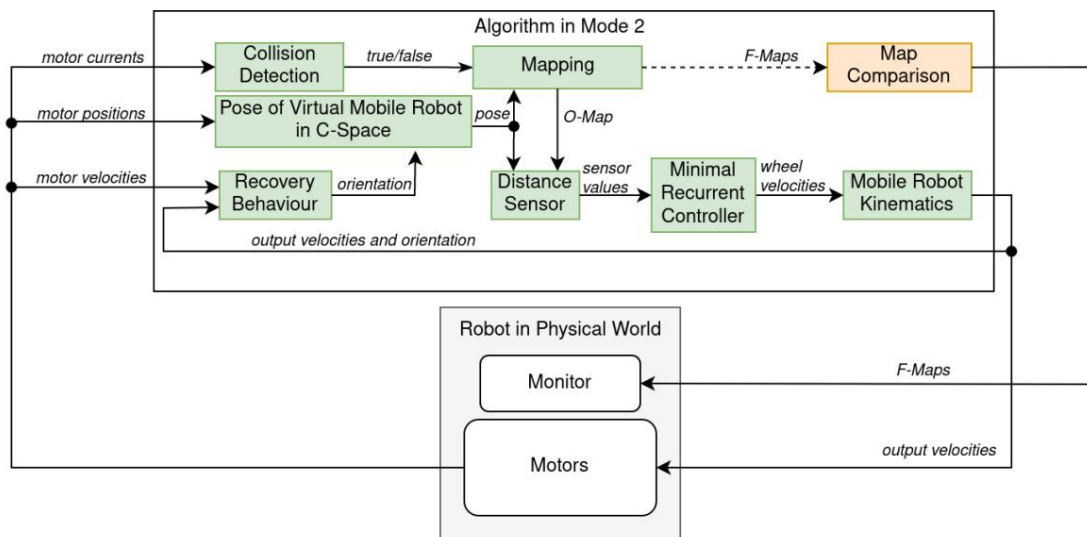 Algorithm in Mode 2
motor currents
Collision
Detection
true/false
Mapping
F-Maps
Map
Comparison
motor positions
Pose of Virtual Mobile Robot
in C-Space
pose
O-Map
motor velocities
Recovery
Behaviour
orientation
Distance
Sensor
sensor
values
Minimal
Recurrent
Controller
wheel
velocities
Mobile Robot
Kinematics
output velocities and orientation
Robot in Physical World
Monitor
F-Maps
Motors
output velocities